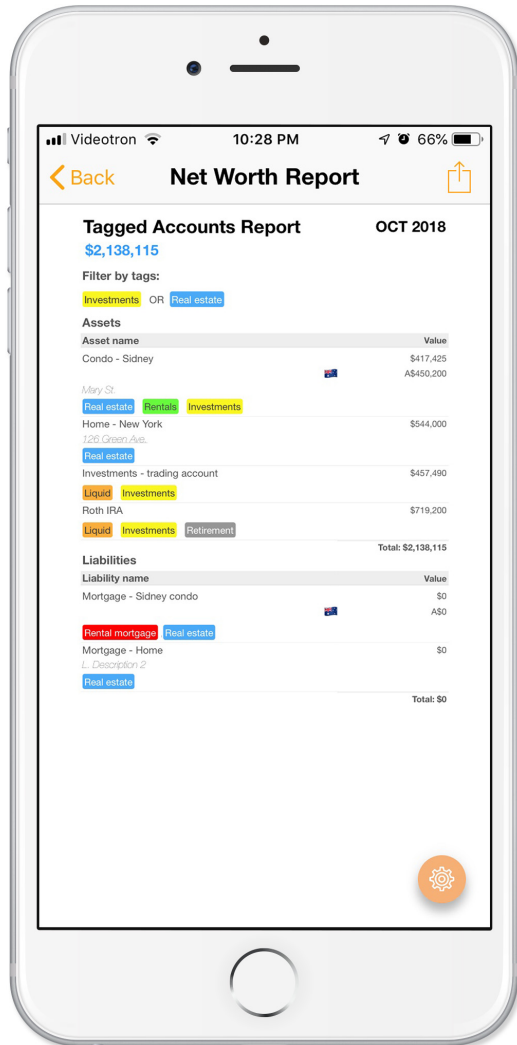 Videotron 10:28 PM 66%
Back Net Worth Report
Tagged Accounts Report OCT 2018
$2,138,115
Filter by tags:
Investments OR Real estate
Assets
Asset name Value
Condo - Sidney $417,425
A$450,200
Mary St.
Real estate Rentals Investments
Home - New York $544,000
126 Green Ave.
Real estate
Investments - trading account $457,490
Liquid Investments
Roth IRA $719,200
Liquid Investments Retirement
Total: $2,138,115
Liabilities
Liability name Value
Mortgage - Sidney condo $0
A$0
Rental mortgage Real estate
Mortgage - Home $0
L. Description 2
Real estate
Total: $0